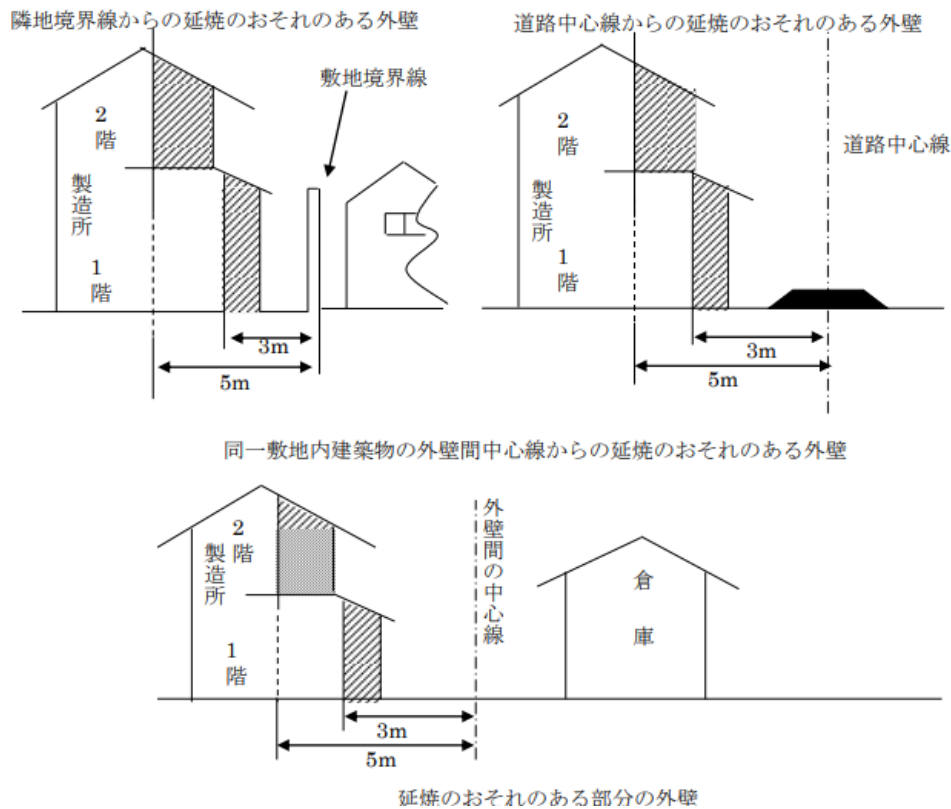 隣地境界線からの延焼のおそれのある外壁
敷地境界線
2階
製造所
1階
3m
5m
道路中心線からの延焼のおそれのある外壁
道路中心線
2階
製造所
1階
3m
5m
同一敷地内建築物の外壁間中心線からの延焼のおそれのある外壁
外壁間の中心線
2階
製造所
1階
倉庫
3m
5m
延焼のおそれのある部分の外壁